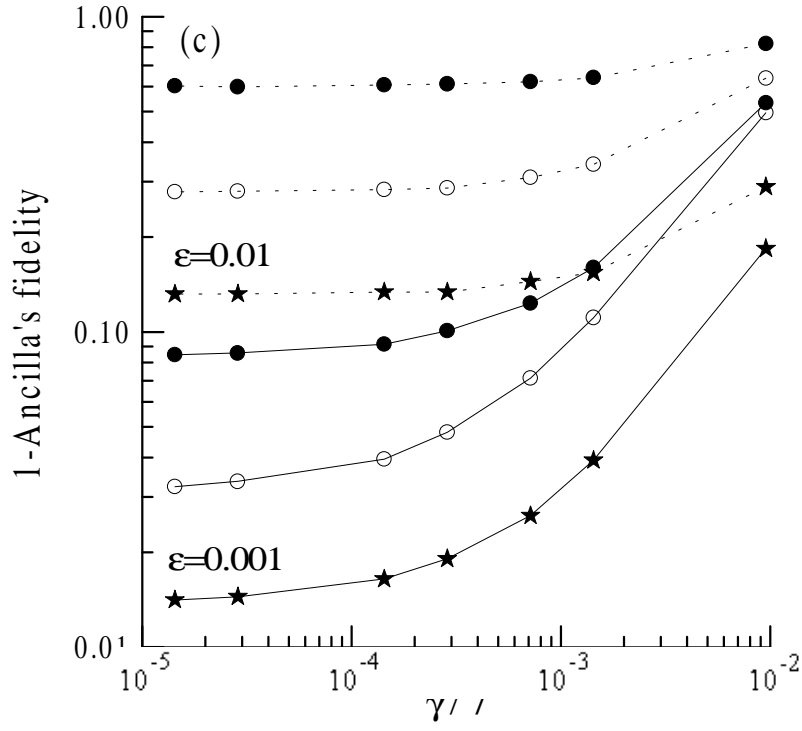 1.00
(c)
1-Ancilla's fidelity
ε=0.01
0.10
ε=0.001
0.01
10⁻⁵ 10⁻⁴ 10⁻³ 10⁻²
γ